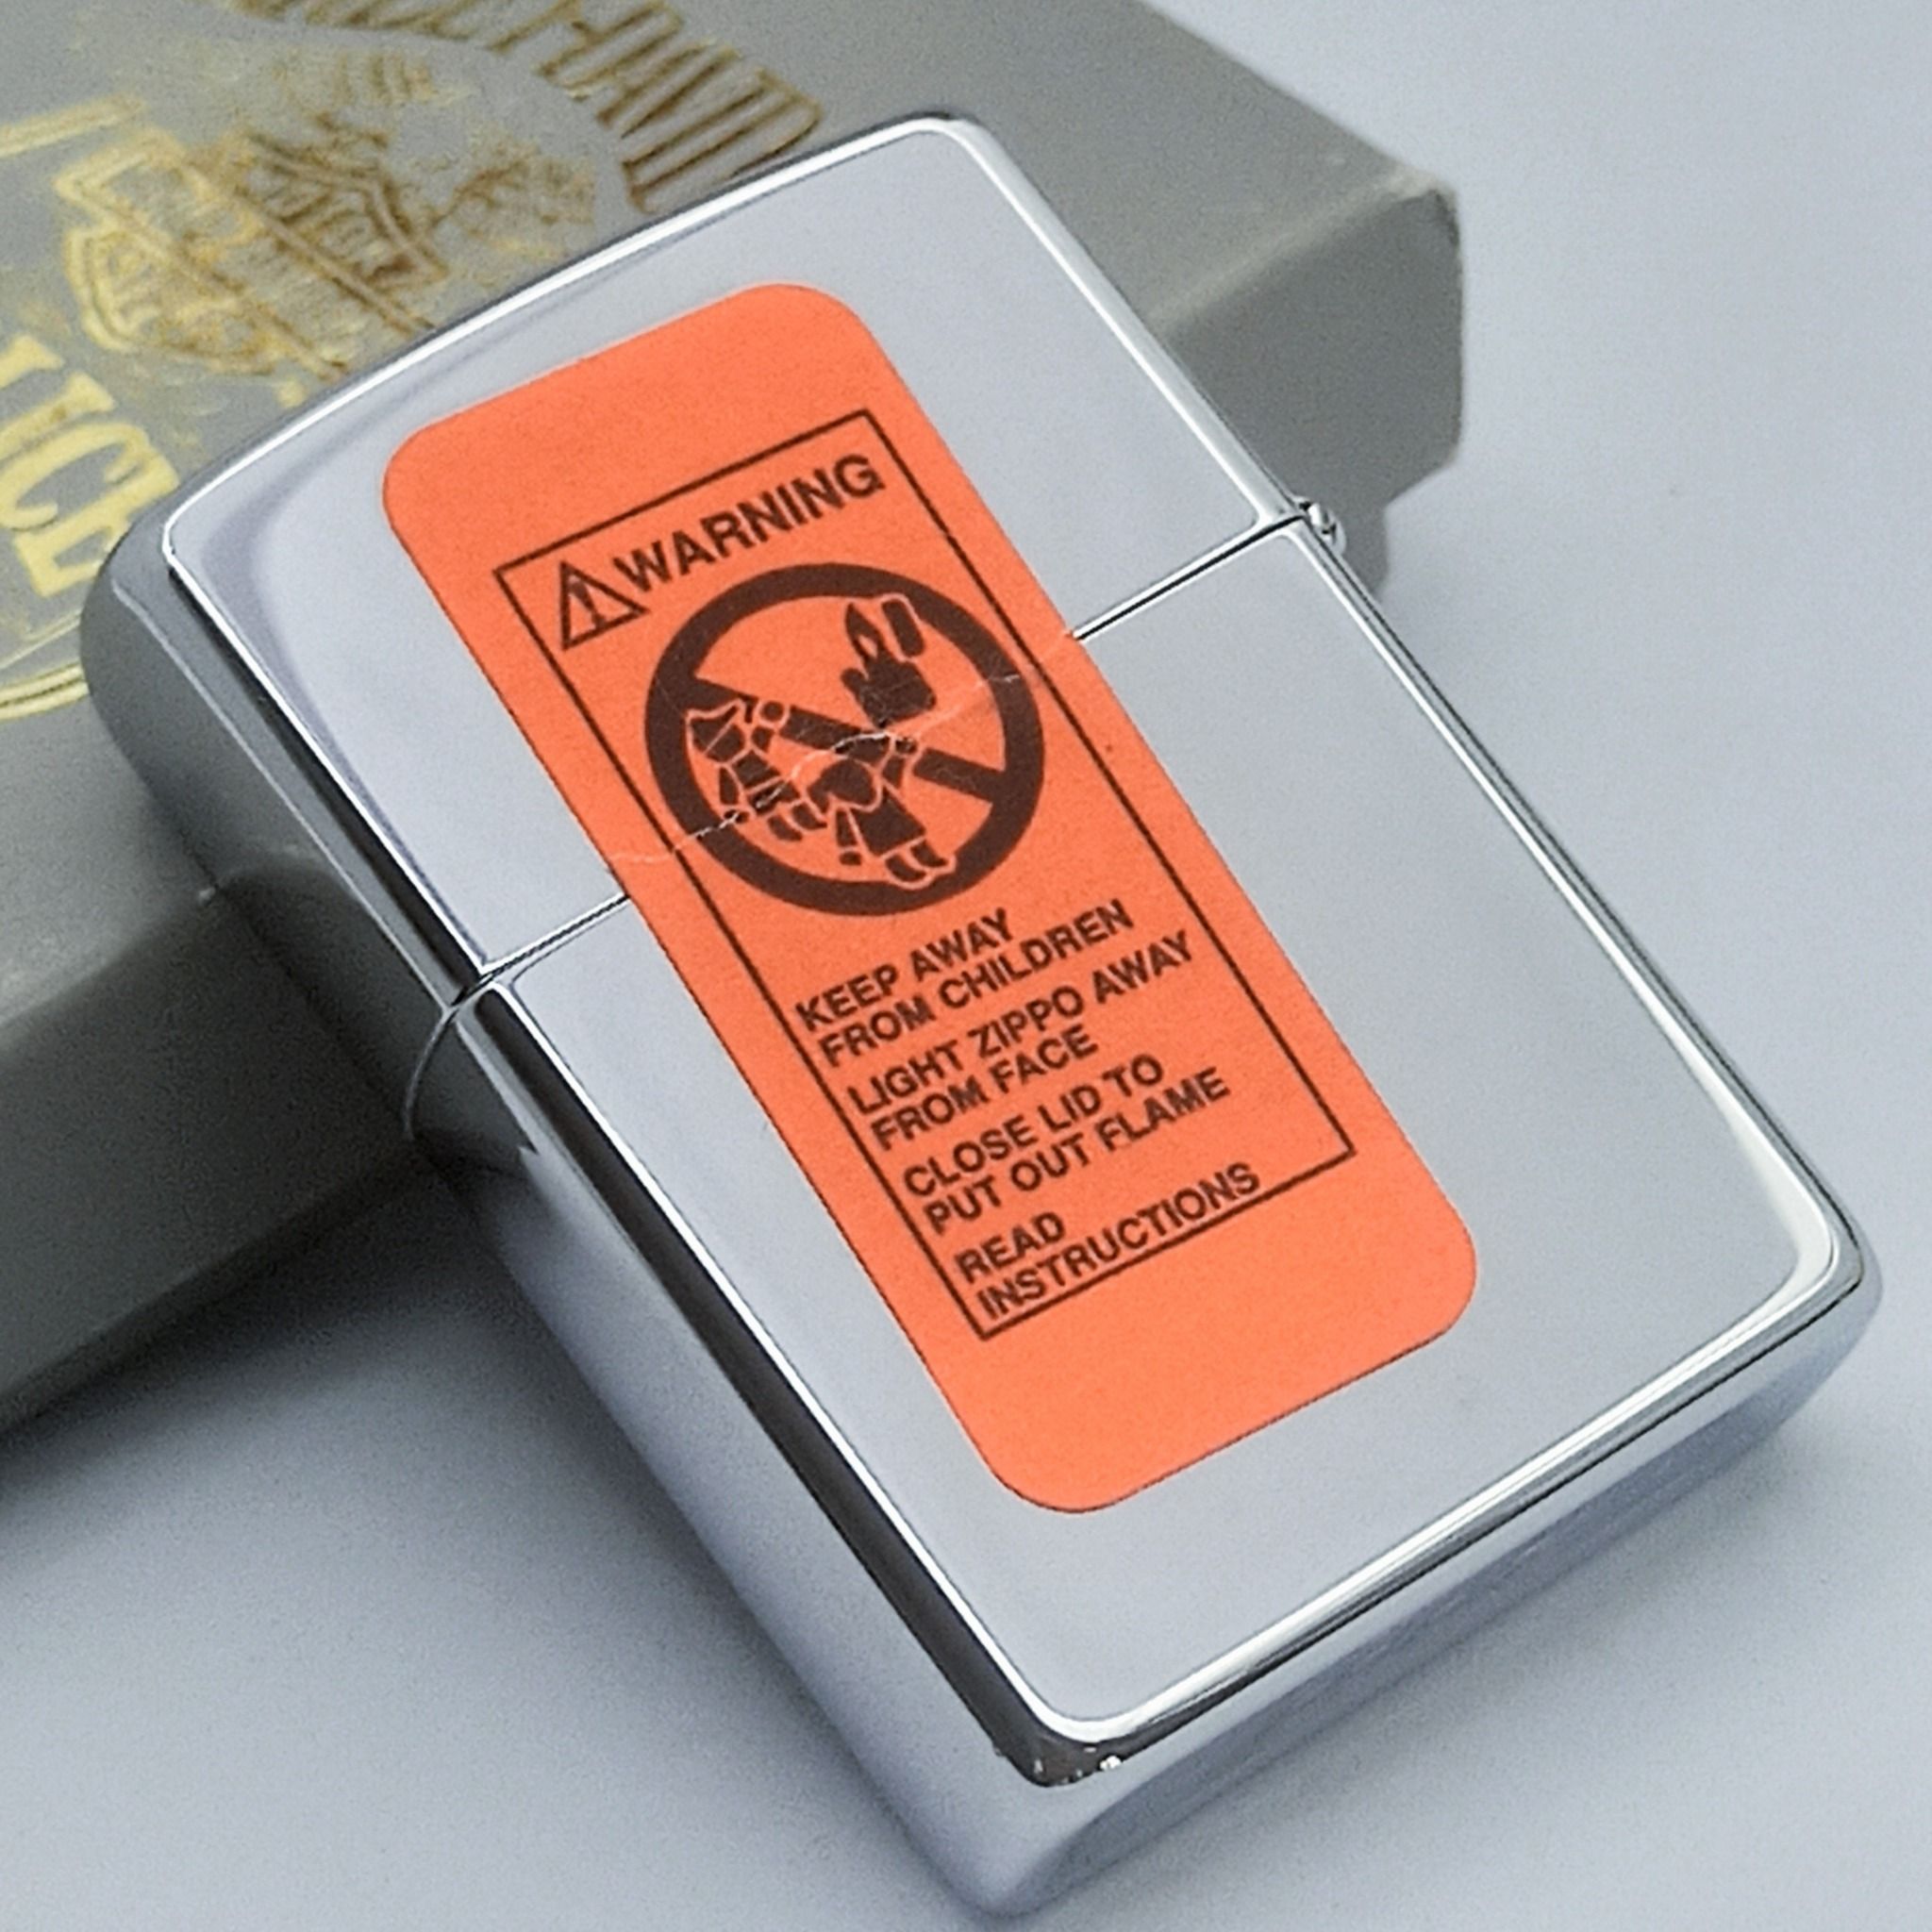 WARNING
KEEP AWAY
FROM CHILDREN
LIGHT ZIPPO AWAY
FROM FACE
CLOSE LID TO
PUT OUT FLAME
READ
INSTRUCTIONS